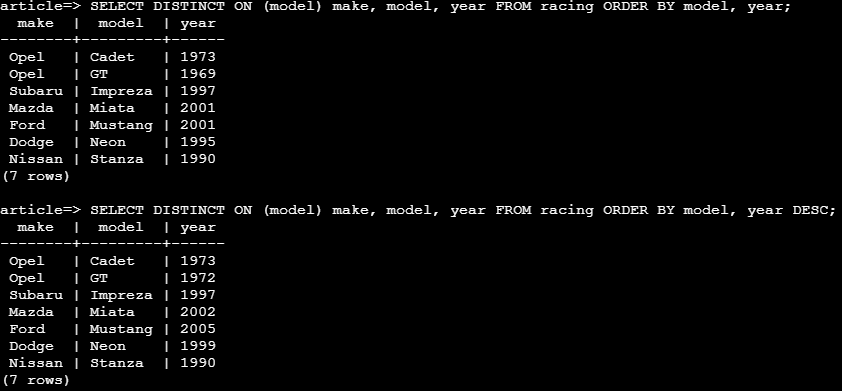 article=> SELECT DISTINCT ON (model) make, model, year FROM racing ORDER BY model, year;
  make  |  model  | year
--------+---------+------
 Opel   | Cadet   | 1973
 Opel   | GT      | 1969
 Subaru | Impreza | 1997
 Mazda  | Miata   | 2001
 Ford   | Mustang | 2001
 Dodge  | Neon    | 1995
 Nissan | Stanza  | 1990
(7 rows)

article=> SELECT DISTINCT ON (model) make, model, year FROM racing ORDER BY model, year DESC;
  make  |  model  | year
--------+---------+------
 Opel   | Cadet   | 1973
 Opel   | GT      | 1972
 Subaru | Impreza | 1997
 Mazda  | Miata   | 2002
 Ford   | Mustang | 2005
 Dodge  | Neon    | 1999
 Nissan | Stanza  | 1990
(7 rows)